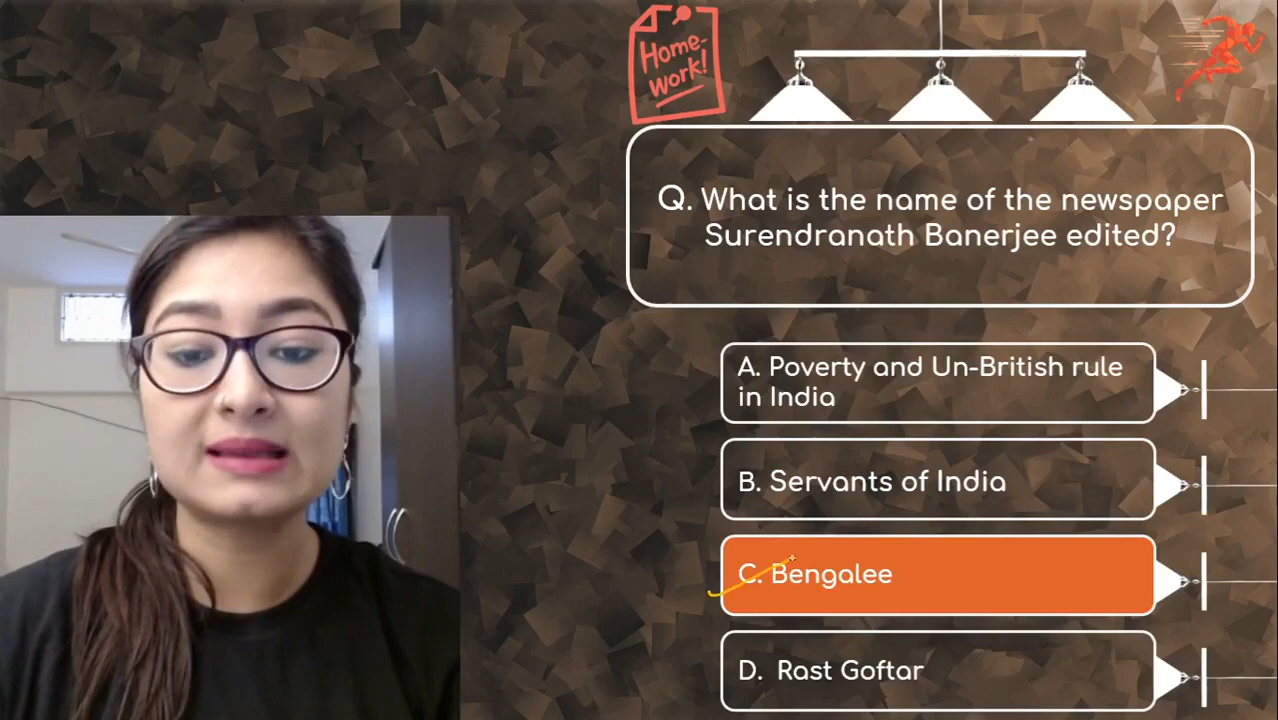 Home-
work!
Q. What is the name of the newspaper
Surendranath Banerjee edited?
A. Poverty and Un-British rule
in India
B. Servants of India
C. Bengalee
D. Rast Goftar